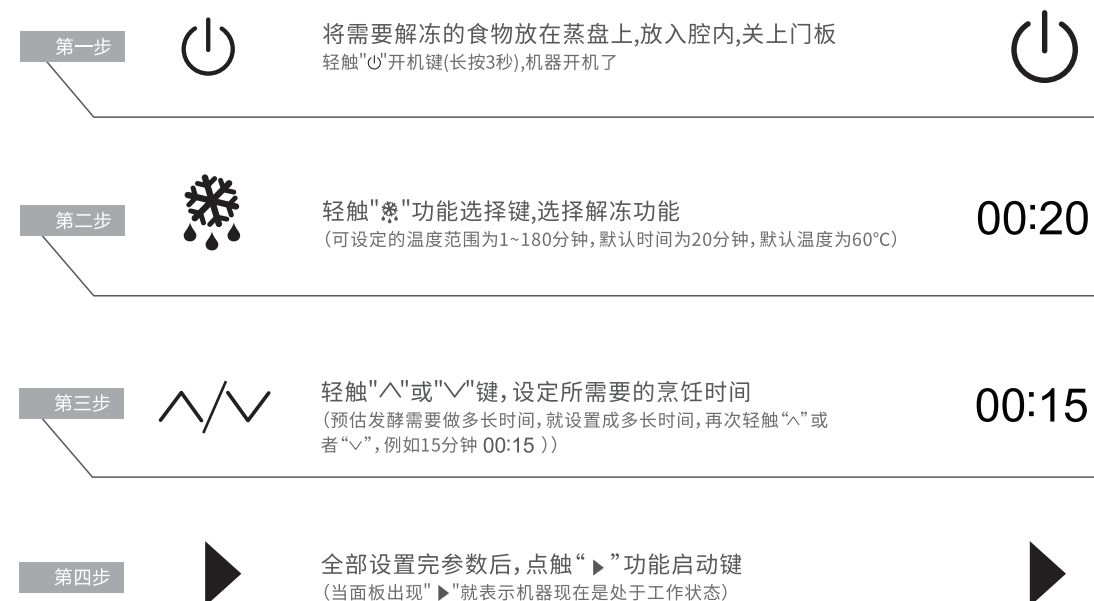 第一步
将需要解冻的食物放在蒸盘上,放入腔内,关上门板
轻触"⏻"开机键(长按3秒),机器开机了
第二步
轻触""功能选择键,选择解冻功能
00:20
（可设定的温度范围为1~180分钟，默认时间为20分钟，默认温度为60℃）
第三步
轻触"∧"或"∨"键，设定所需要的烹饪时间
00:15
（预估发酵需要做多长时间，就设置成多长时间，再次轻触“∧”或
者“∨”，例如15分钟 00:15 ））
第四步
全部设置完参数后，点触“▶”功能启动键
（当面板出现"▶"就表示机器现在是处于工作状态）